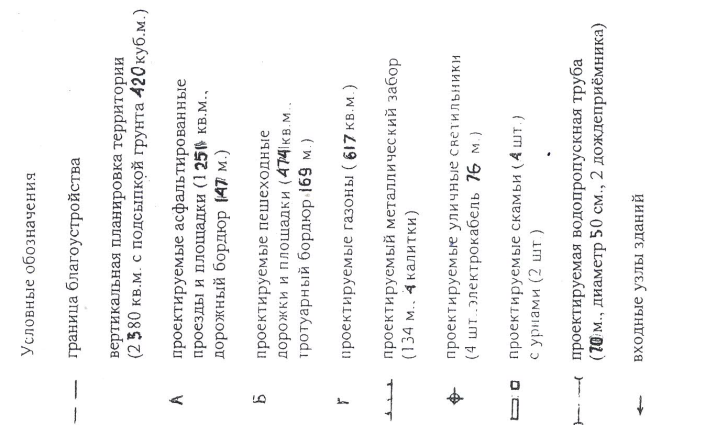 Условные обозначения
граница благоустройства
вертикальная планировка территории
(2380 кв.м. с подсыпкой грунта 420 куб.м.)
А проектируемые асфальтированные
проезды и площадки (1251 кв.м.,
дорожный бордюр 147 м.)
Б проектируемые пешеходные
дорожки и площадки (474 кв.м.,
тротуарный бордюр 169 м.)
Г проектируемые газоны (617 кв.м.)
проектируемый металлический забор
(134 м., 4 калитки)
проектируемые уличные светильники
(4 шт., электрокабель 76 м.)
проектируемые скамьи (4 шт.)
с урнами (2 шт)
проектируемая водопропускная труба
(70 м., диаметр 50 см., 2 дождеприёмника)
входные узлы зданий